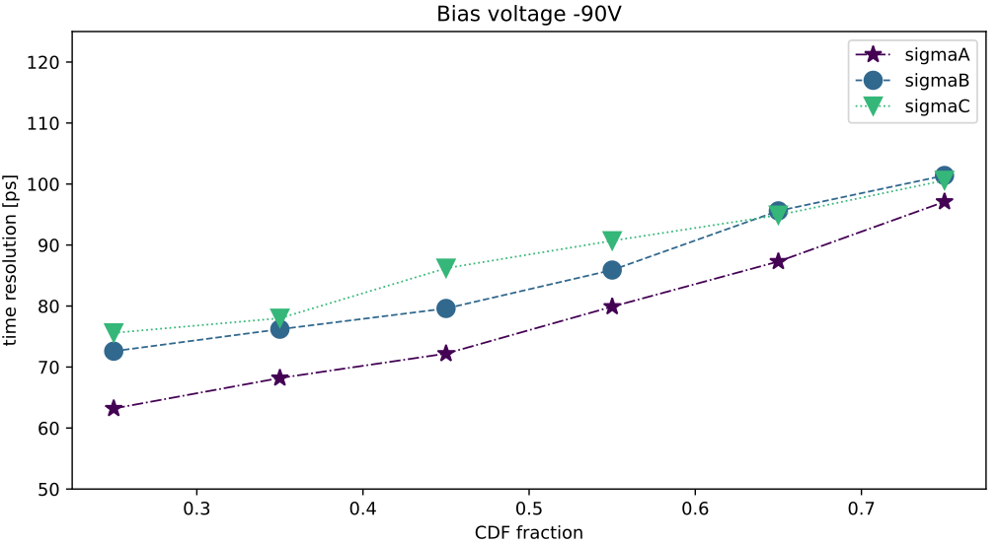 Bias voltage -90V
120
110
100
90
80
70
60
50
time resolution [ps]
sigmaA
sigmaB
sigmaC
0.3
0.4
0.5
0.6
0.7
CDF fraction